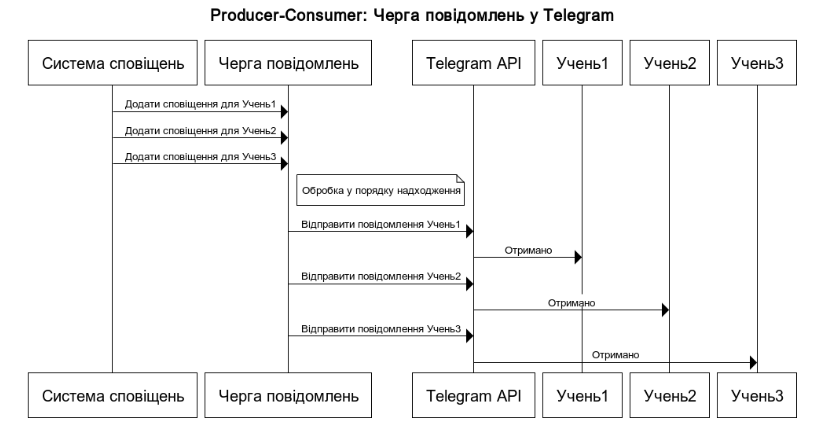 Producer-Consumer: Черга повідомлень у Telegram
Система сповіщень
Черга повідомлень
Telegram API
Учень1
Учень2
Учень3
Додати сповіщення для Учень1
Додати сповіщення для Учень2
Додати сповіщення для Учень3
Обробка у порядку надходження
Відправити повідомлення Учень1
Отримано
Відправити повідомлення Учень2
Отримано
Відправити повідомлення Учень3
Отримано
Система сповіщень
Черга повідомлень
Telegram API
Учень1
Учень2
Учень3